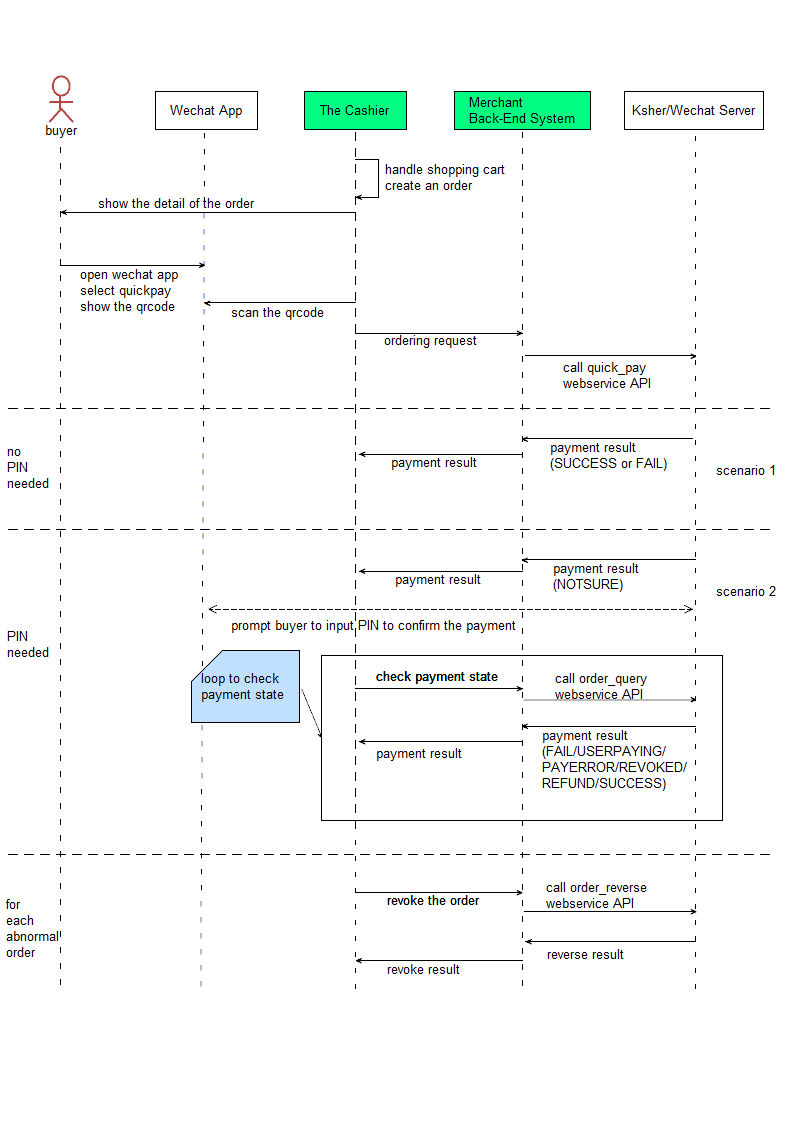 buyer
Wechat App
The Cashier
Merchant
Back-End System
Ksher/Wechat Server
handle shopping cart
create an order
show the detail of the order
open wechat app
select quickpay
show the qrcode
scan the qrcode
ordering request
call quick_pay
webservice API
no
PIN
needed
payment result
payment result
(SUCCESS or FAIL)
scenario 1
payment result
payment result
(NOTSURE)
scenario 2
prompt buyer to input PIN to confirm the payment
PIN
needed
loop to check
payment state
check payment state
call order_query
webservice API
payment result
payment result
(FAIL/USERPAYING/
PAYERROR/REVOKED/
REFUND/SUCCESS)
for
each
abnormal
order
revoke the order
call order_reverse
webservice API
reverse result
revoke result